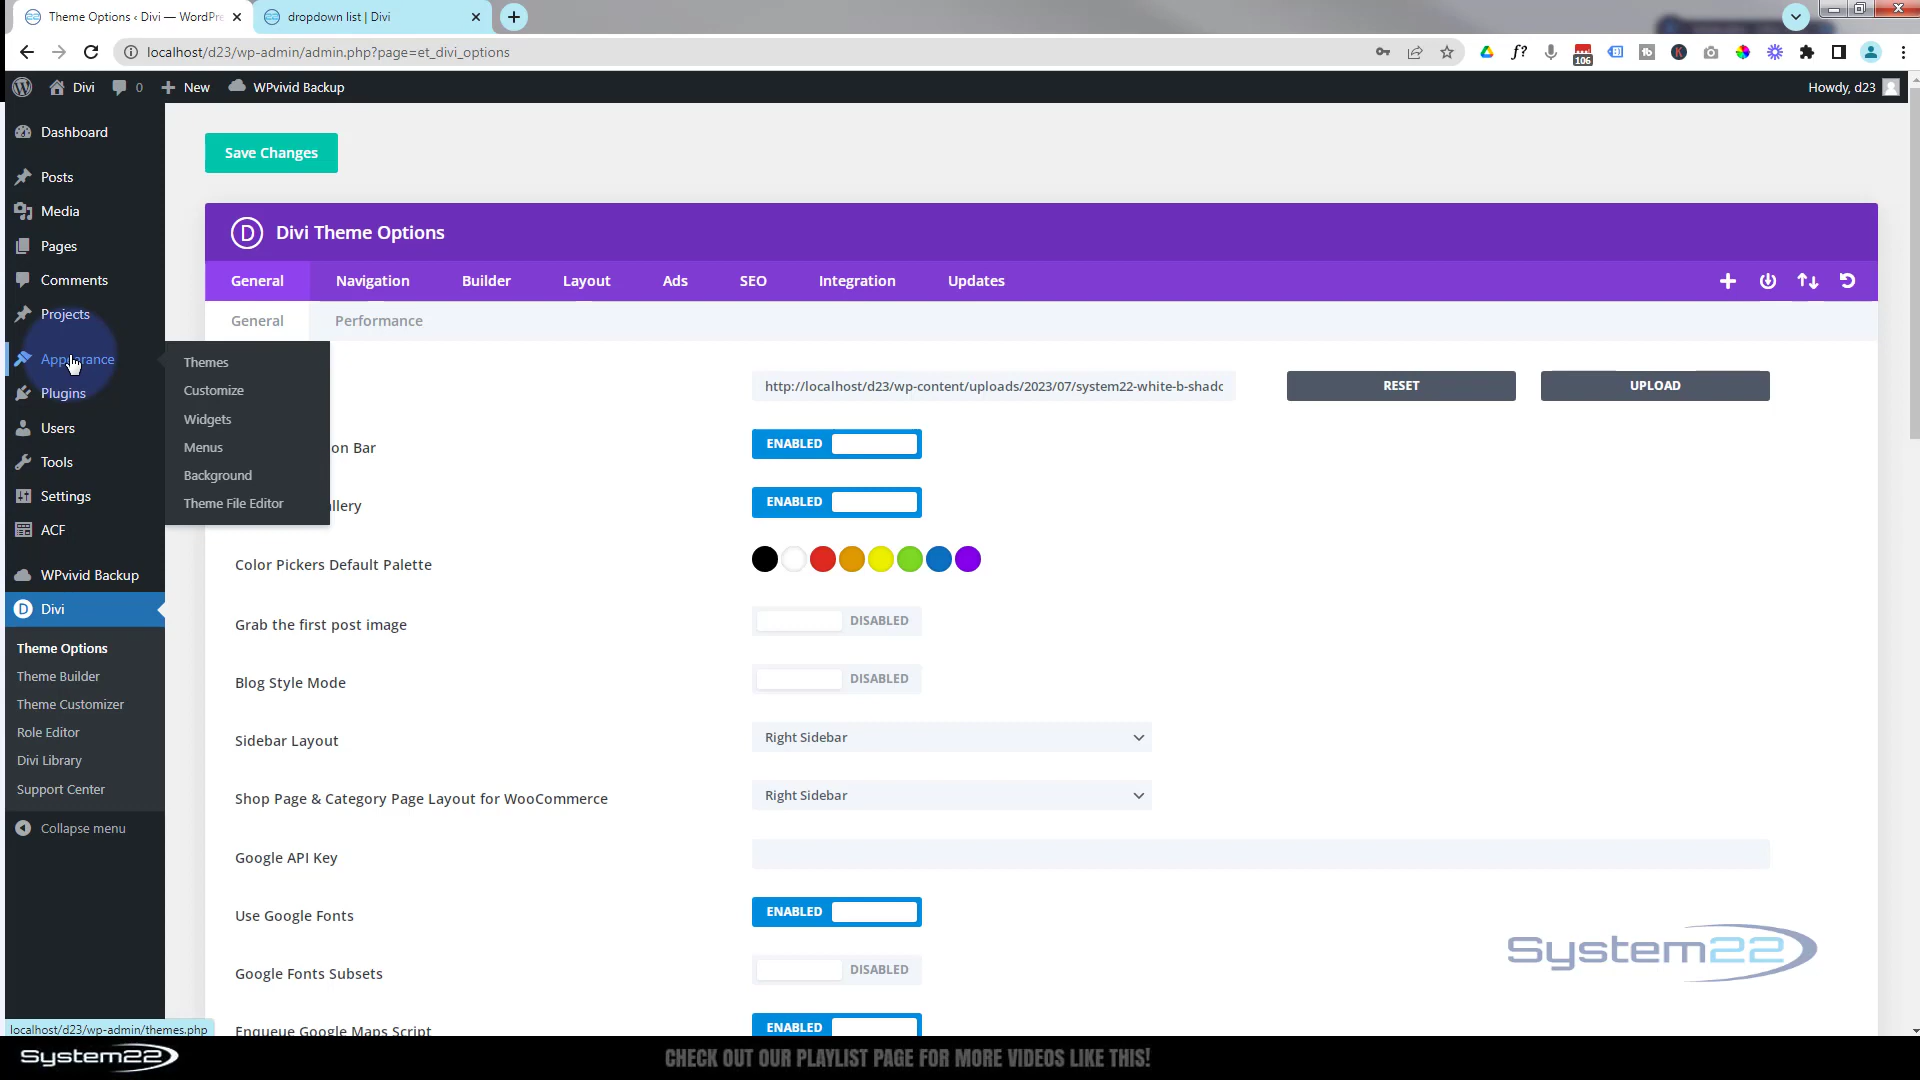 Theme Options ‹ Divi — WordPre
dropdown list | Divi
localhost/d23/wp-admin/admin.php?page=et_divi_options
f?
106
tb
K
Divi
0
New
WPvivid Backup
Howdy, d23
Dashboard
Posts
Media
Pages
Comments
Projects
Appearance
Plugins
Users
Tools
Settings
ACF
WPvivid Backup
D Divi
Theme Options
Theme Builder
Theme Customizer
Role Editor
Divi Library
Support Center
Collapse menu
Themes
Customize
Widgets
Menus
Background
Theme File Editor
Save Changes
D Divi Theme Options
General Navigation Builder Layout Ads SEO Integration Updates
General Performance
http://localhost/d23/wp-content/uploads/2023/07/system22-white-b-shadc
RESET UPLOAD
on Bar ENABLED
llery ENABLED
Color Pickers Default Palette
Grab the first post image DISABLED
Blog Style Mode DISABLED
Sidebar Layout Right Sidebar
Shop Page & Category Page Layout for WooCommerce Right Sidebar
Google API Key
Use Google Fonts ENABLED
Google Fonts Subsets DISABLED
Enqueue Google Maps Script ENABLED
System22
localhost/d23/wp-admin/themes.php
System22
CHECK OUT OUR PLAYLIST PAGE FOR MORE VIDEOS LIKE THIS!